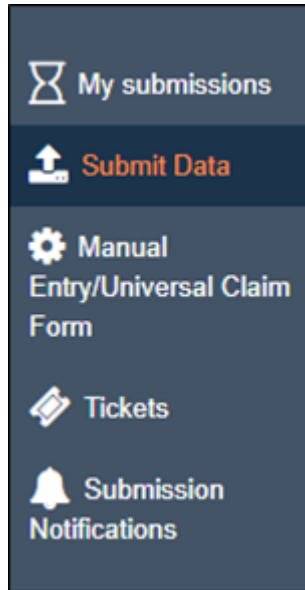 My submissions
Submit Data
Manual
Entry/Universal Claim
Form
Tickets
Submission
Notifications